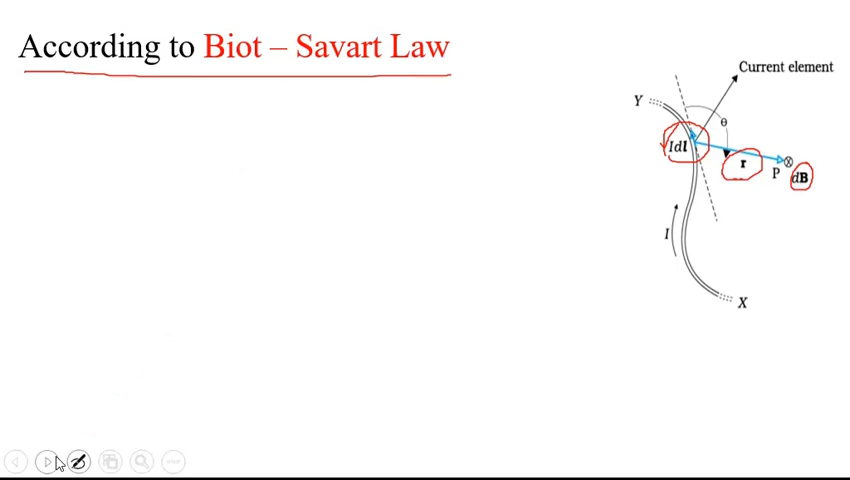 According to Biot – Savart Law
Current element
Y
θ
Idl
r
P
dB
I
X